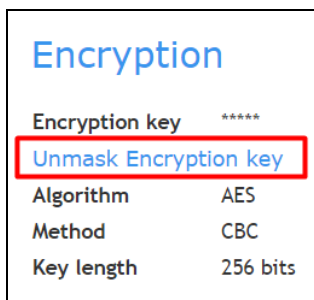 Encryption
Encryption key *****
Unmask Encryption key
Algorithm AES
Method CBC
Key length 256 bits